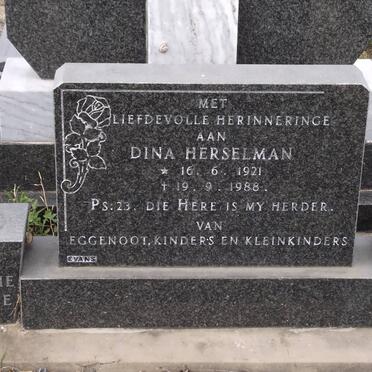 MET
LIEFDEVOLLE HERINNERINGE
AAN
DINA HERSELMAN
★ 16. 6. 1921
† 19. 9. 1988.
PS: 23. DIE HERE IS MY HERDER.
VAN
EGGENOOT, KINDERS EN KLEINKINDERS
EVANS